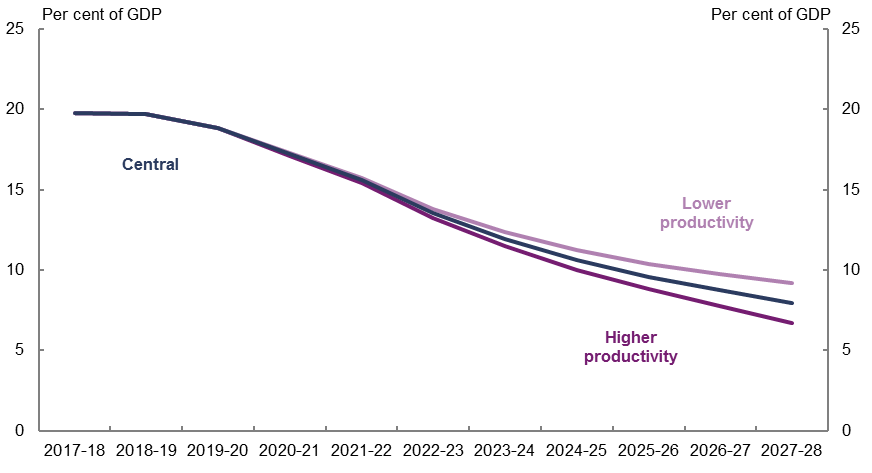 Per cent of GDP
Per cent of GDP
25
25
20
20
Central
15
15
Lower
productivity
10
10
Higher
productivity
5
5
0
0
2017-18 2018-19 2019-20 2020-21 2021-22 2022-23 2023-24 2024-25 2025-26 2026-27 2027-28